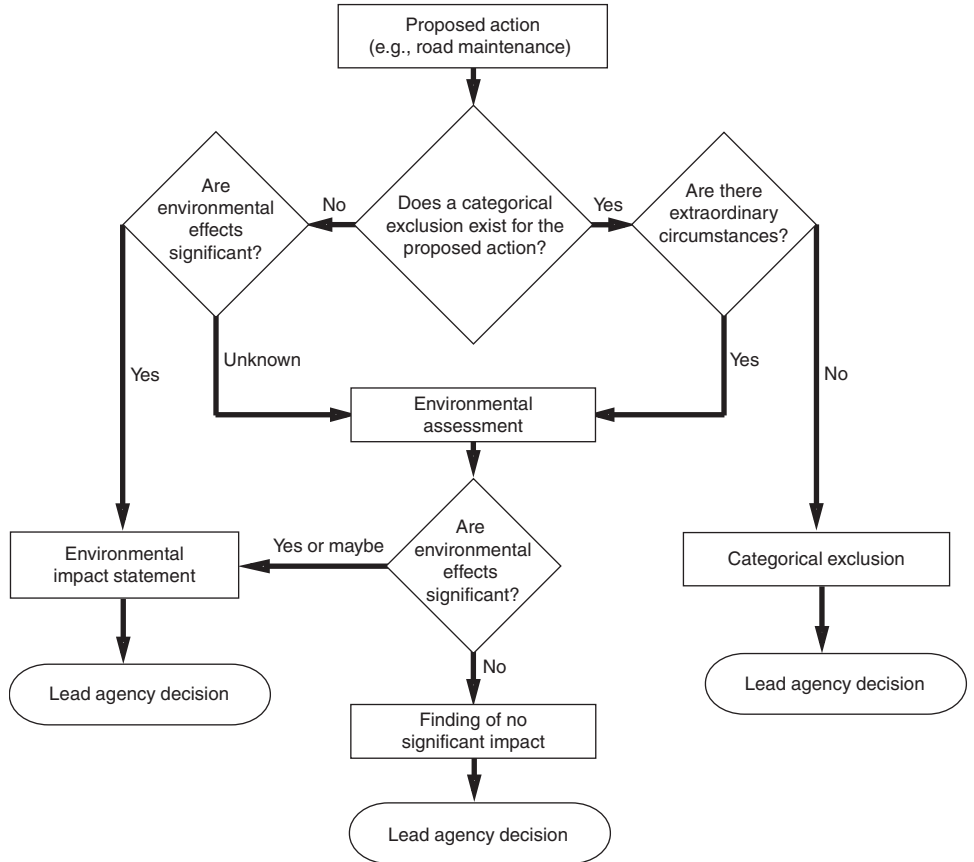 Proposed action
(e.g., road maintenance)
Are
environmental
effects
significant?
No
Does a categorical
exclusion exist for the
proposed action?
Yes
Are there
extraordinary
circumstances?
Yes
Unknown
Yes
No
Environmental
assessment
Environmental
impact statement
Yes or maybe
Are
environmental
effects
significant?
Categorical exclusion
Lead agency decision
No
Lead agency decision
Finding of no
significant impact
Lead agency decision